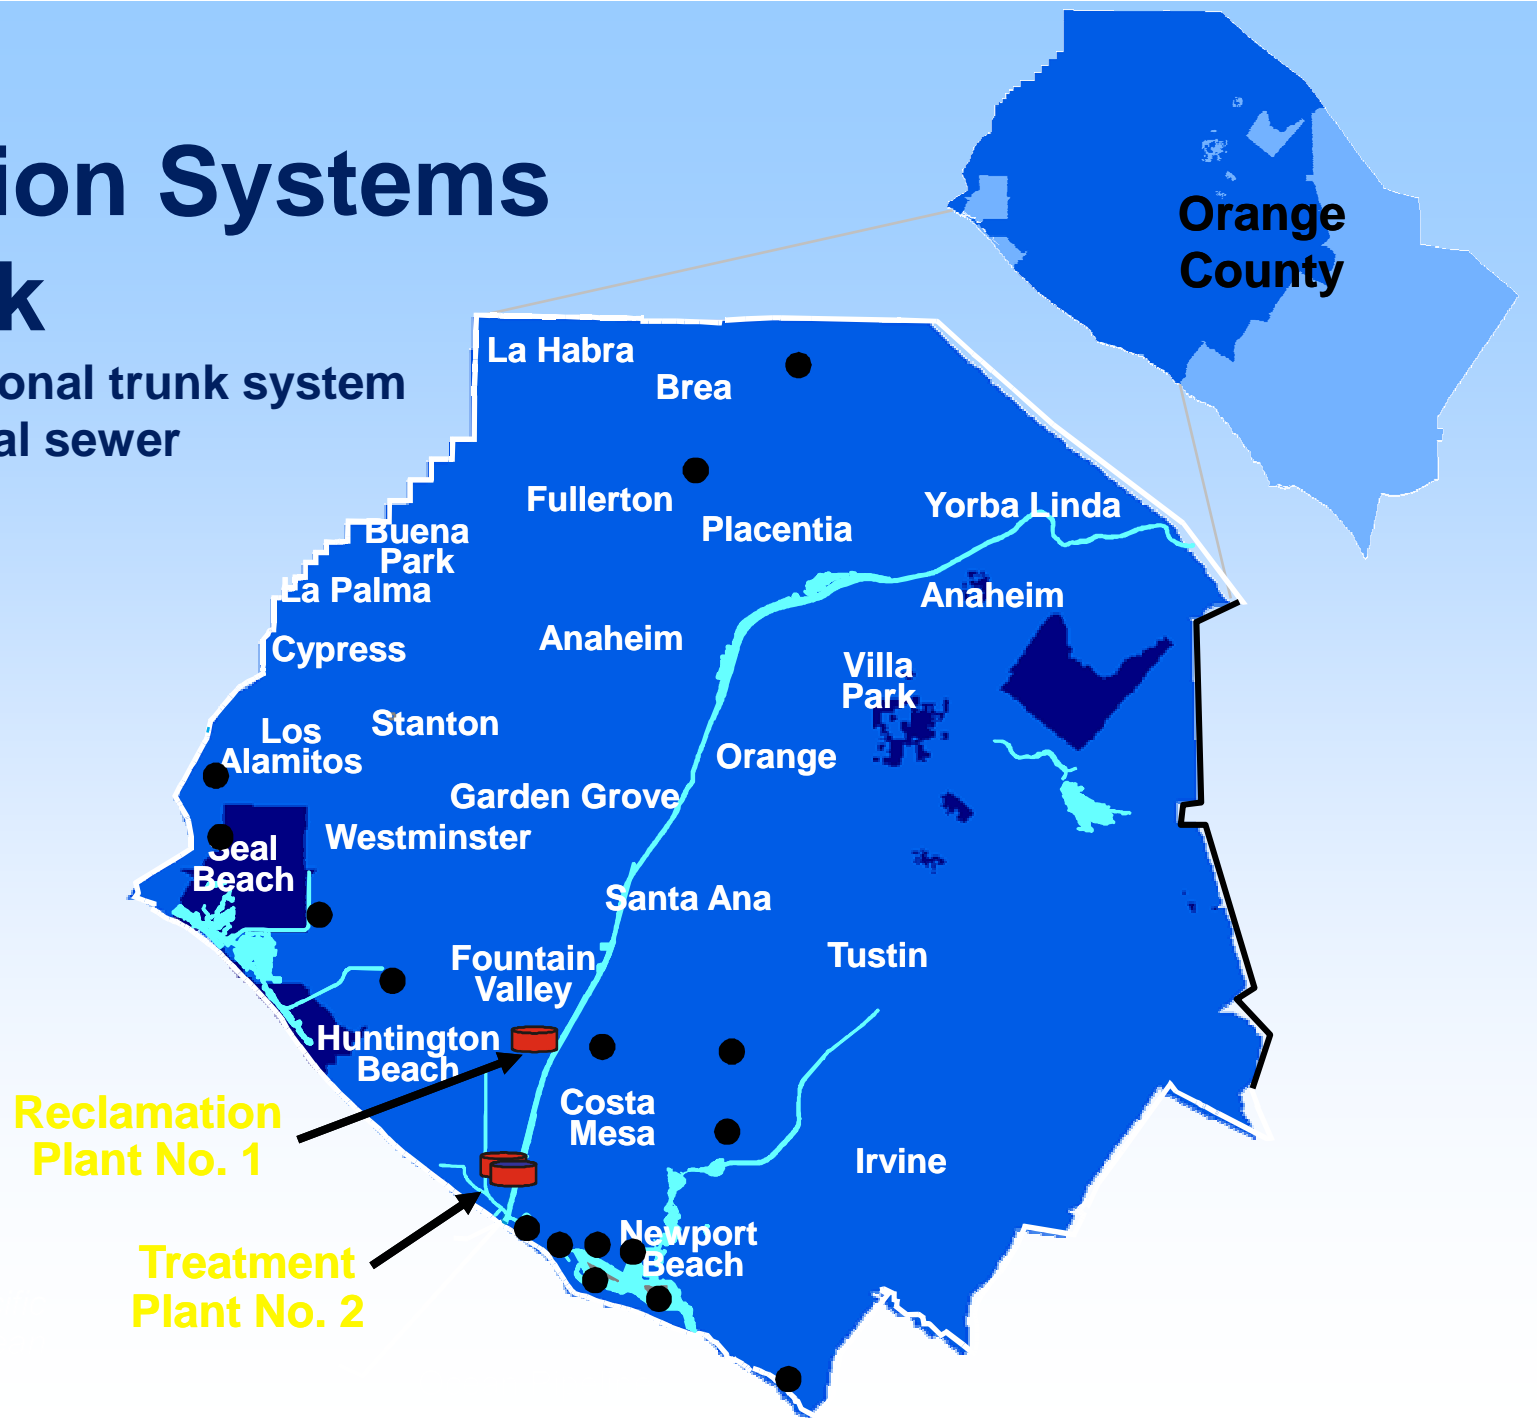 ion Systems
k
onal trunk system
al sewer
Orange
County
La Habra
Brea
Fullerton
Yorba Linda
Placentia
Buena
Park
La Palma
Anaheim
Anaheim
Cypress
Villa
Park
Stanton
Los
Alamitos
Orange
Garden Grove
Westminster
Seal
Beach
Santa Ana
Fountain
Valley
Tustin
Huntington
Beach
Reclamation
Plant No. 1
Costa
Mesa
Irvine
Newport
Beach
Treatment
Plant No. 2